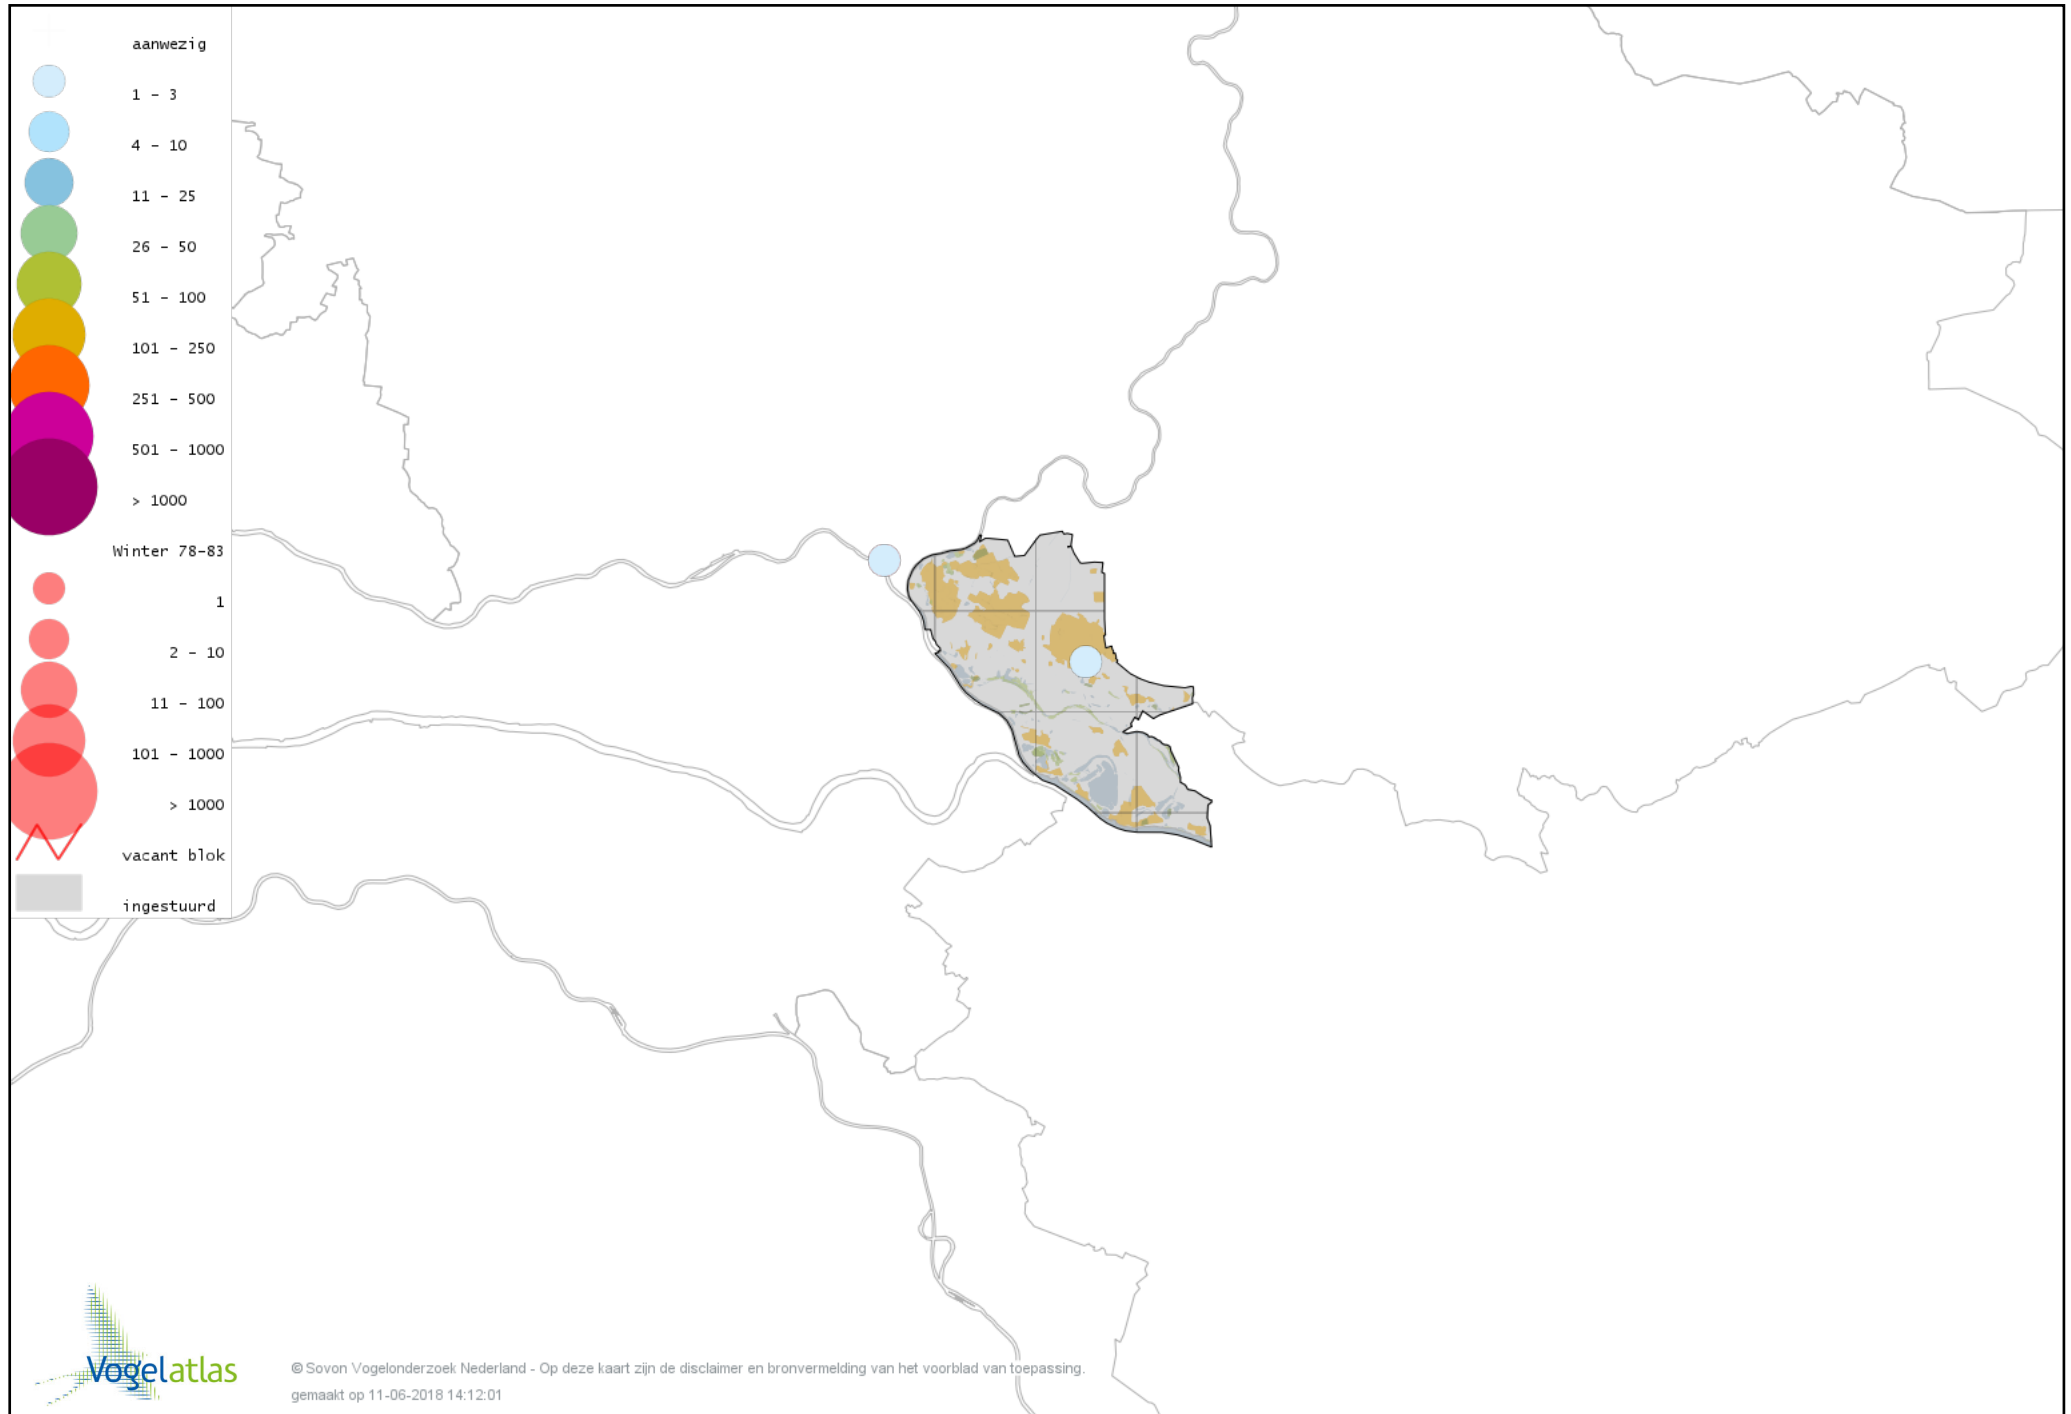 aanwezig
1 - 3
4 - 10
11 - 25
26 - 50
51 - 100
101 - 250
251 - 500
501 - 1000
> 1000
Winter 78-83
1
2 - 10
11 - 100
101 - 1000
> 1000
vacant blok
ingestuurd
Vogelatlas
© Sovon Vogelonderzoek Nederland - Op deze kaart zijn de disclaimer en bronvermelding van het voorblad van toepassing.
gemaakt op 11-06-2018 14:12:01